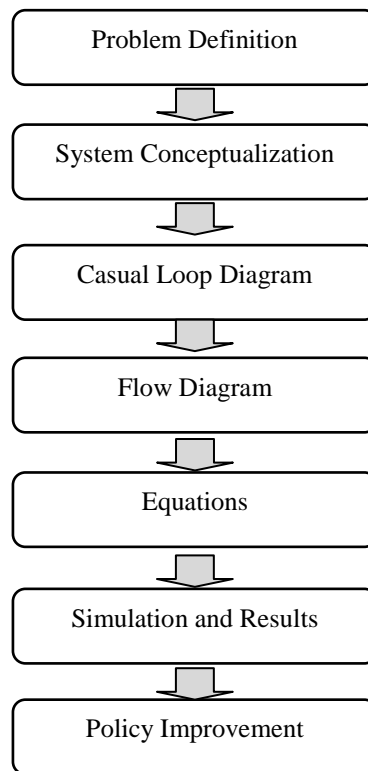 Problem Definition
System Conceptualization
Casual Loop Diagram
Flow Diagram
Equations
Simulation and Results
Policy Improvement